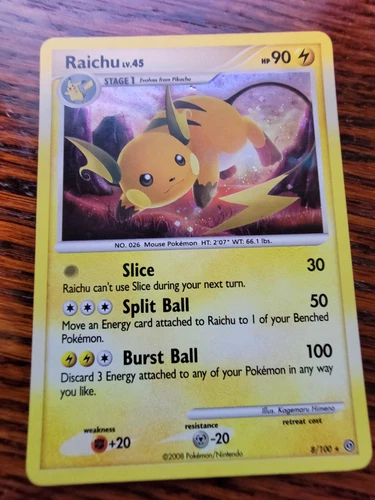 Raichu LV.45 HP 90
STAGE 1 Evolves from Pikachu
NO. 026 Mouse Pokémon HT: 2'07" WT: 66.1 lbs.
Slice 30
Raichu can't use Slice during your next turn.
Split Ball 50
Move an Energy card attached to Raichu to 1 of your Benched
Pokémon.
Burst Ball 100
Discard 3 Energy attached to any of your Pokémon in any way
you like.
Illus. Kagemaru Himeno
weakness resistance retreat cost
+20 -20
©2008 Pokémon/Nintendo 8/100 ★